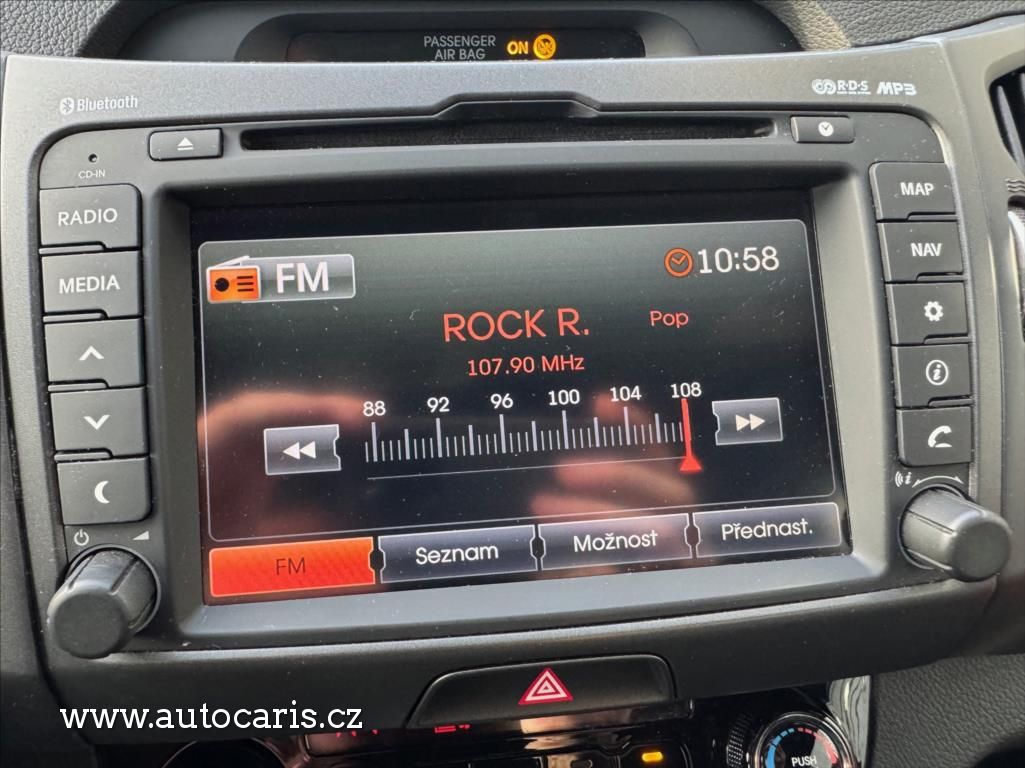 PASSENGER
AIR BAG ON
Bluetooth
R·D·S MP3
CD-IN
RADIO
MAP
MEDIA
NAV
FM
10:58
ROCK R. Pop
107.90 MHz
88 92 96 100 104 108
FM Seznam Možnost Přednast.
www.autocaris.cz
PUSH